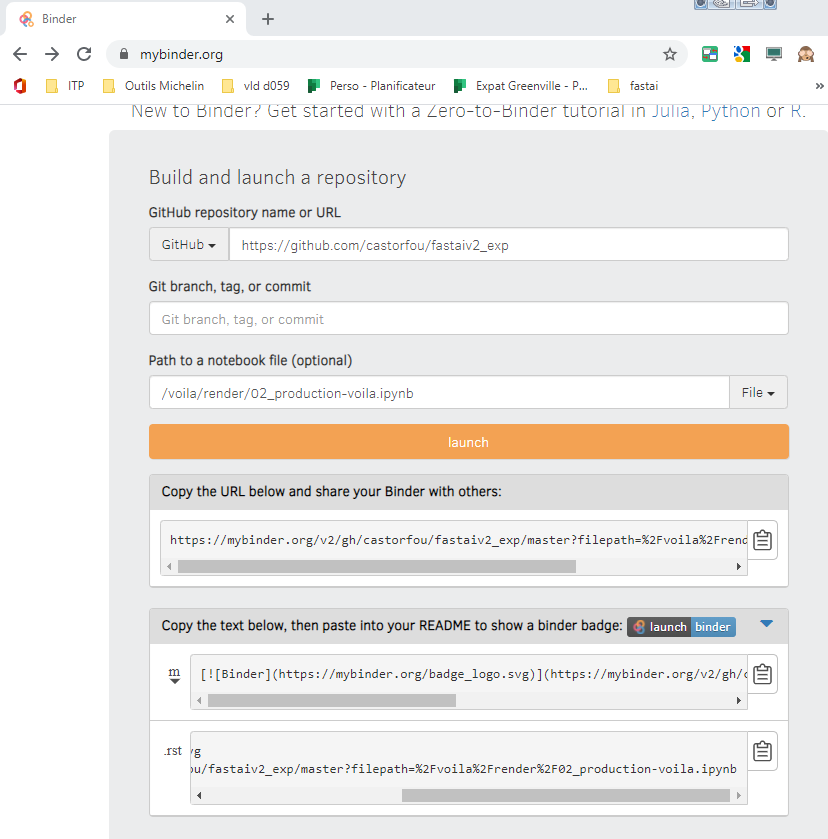 Binder
mybinder.org
ITP
Outils Michelin
vld d059
Perso - Planificateur
Expat Greenville - P...
fastai
»
New to Binder? Get started with a Zero-to-Binder tutorial in Julia, Python or R.
Build and launch a repository
GitHub repository name or URL
GitHub
https://github.com/castorfou/fastaiv2_exp
Git branch, tag, or commit
Git branch, tag, or commit
Path to a notebook file (optional)
/voila/render/02_production-voila.ipynb
File
launch
Copy the URL below and share your Binder with others:
https://mybinder.org/v2/gh/castorfou/fastaiv2_exp/master?filepath=%2Fvoila%2Frend
Copy the text below, then paste into your README to show a binder badge: launch binder
m
[![Binder](https://mybinder.org/badge_logo.svg)](https://mybinder.org/v2/gh/c
.rst
vg
ou/fastaiv2_exp/master?filepath=%2Fvoila%2Frender%2F02_production-voila.ipynb